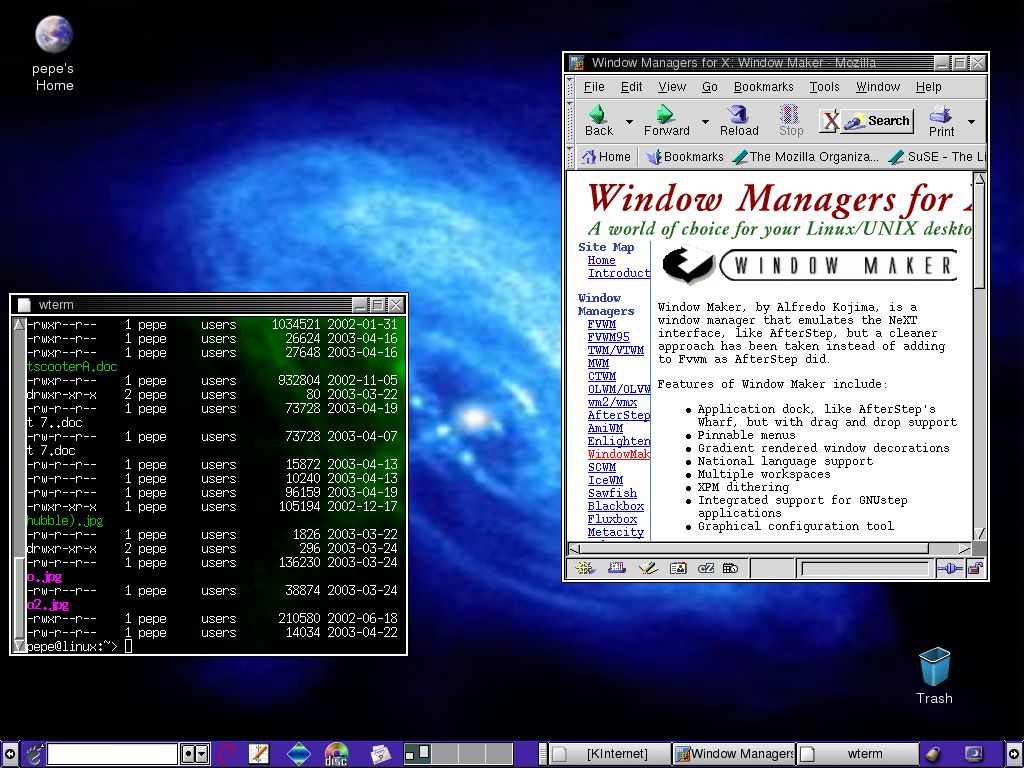 pepe's
Home
Window Managers for X: Window Maker - Mozilla
File Edit View Go Bookmarks Tools Window Help
Back Forward Reload Stop Search Print
Home Bookmarks The Mozilla Organiza... SuSE - The Li
Window Managers for X
A world of choice for your Linux/UNIX deskto
Site Map
Home
Introduct
Window
Managers
FVWM
FVWM95
TWM/VTWM
MWM
CTWM
OLWM/OLVW
wm2/wmx
AfterStep
AmiWM
Enlighten
WindowMak
SCWM
IceWM
Sawfish
Blackbox
Fluxbox
Metacity
WINDOW MAKER
Window Maker, by Alfredo Kojima, is a
window manager that emulates the NeXT
interface, like AfterStep, but a cleaner
approach has been taken instead of adding
to Fvwm as AfterStep did.
Features of Window Maker include:
● Application dock, like AfterStep's
Wharf, but with drag and drop support
● Pinnable menus
● Gradient rendered window decorations
● National language support
● Multiple workspaces
● XPM dithering
● Integrated support for GNUstep
applications
● Graphical configuration tool
wterm
-rwxr--r-- 1 pepe users 1034521 2002-01-31
-rwxr--r-- 1 pepe users 26624 2003-04-16
-rwxr--r-- 1 pepe users 27648 2003-04-16
tscooterA.doc
-rwxr--r-- 1 pepe users 932804 2002-11-05
drwxr-xr-x 2 pepe users 80 2003-03-22
-rw-r--r-- 1 pepe users 73728 2003-04-19
t 7..doc
-rw-r--r-- 1 pepe users 73728 2003-04-07
t 7.doc
-rw-r--r-- 1 pepe users 15872 2003-04-13
-rw-r--r-- 1 pepe users 10240 2003-04-13
-rw-r--r-- 1 pepe users 96159 2003-04-19
-rwxr-xr-x 1 pepe users 105194 2002-12-17
hubble).jpg
-rw-r--r-- 1 pepe users 1826 2003-03-22
drwxr-xr-x 2 pepe users 296 2003-03-24
-rw-r--r-- 1 pepe users 136230 2003-03-24
o.jpg
-rw-r--r-- 1 pepe users 38874 2003-03-24
o2.jpg
-rwxr--r-- 1 pepe users 210580 2002-06-18
-rw-r--r-- 1 pepe users 14034 2003-04-22
pepe@linux:~>
Trash
disc
[KInternet] Window Managers wterm